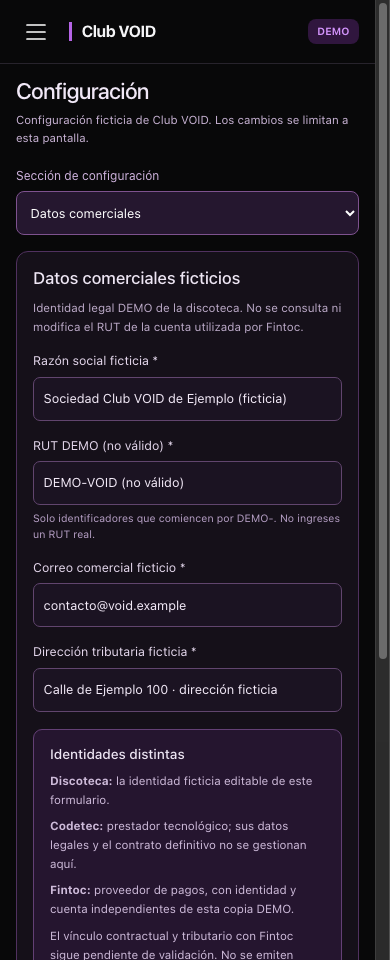 Club VOID
DEMO
Configuración
Configuración ficticia de Club VOID. Los cambios se limitan a
esta pantalla.
Sección de configuración
Datos comerciales
Datos comerciales ficticios
Identidad legal DEMO de la discoteca. No se consulta ni
modifica el RUT de la cuenta utilizada por Fintoc.
Razón social ficticia *
Sociedad Club VOID de Ejemplo (ficticia)
RUT DEMO (no válido) *
DEMO-VOID (no válido)
Solo identificadores que comiencen por DEMO-. No ingreses
un RUT real.
Correo comercial ficticio *
contacto@void.example
Dirección tributaria ficticia *
Calle de Ejemplo 100 · dirección ficticia
Identidades distintas
Discoteca: la identidad ficticia editable de este
formulario.
Codetec: prestador tecnológico; sus datos
legales y el contrato definitivo no se gestionan
aquí.
Fintoc: proveedor de pagos, con identidad y
cuenta independientes de esta copia DEMO.
El vínculo contractual y tributario con Fintoc
sigue pendiente de validación. No se emiten